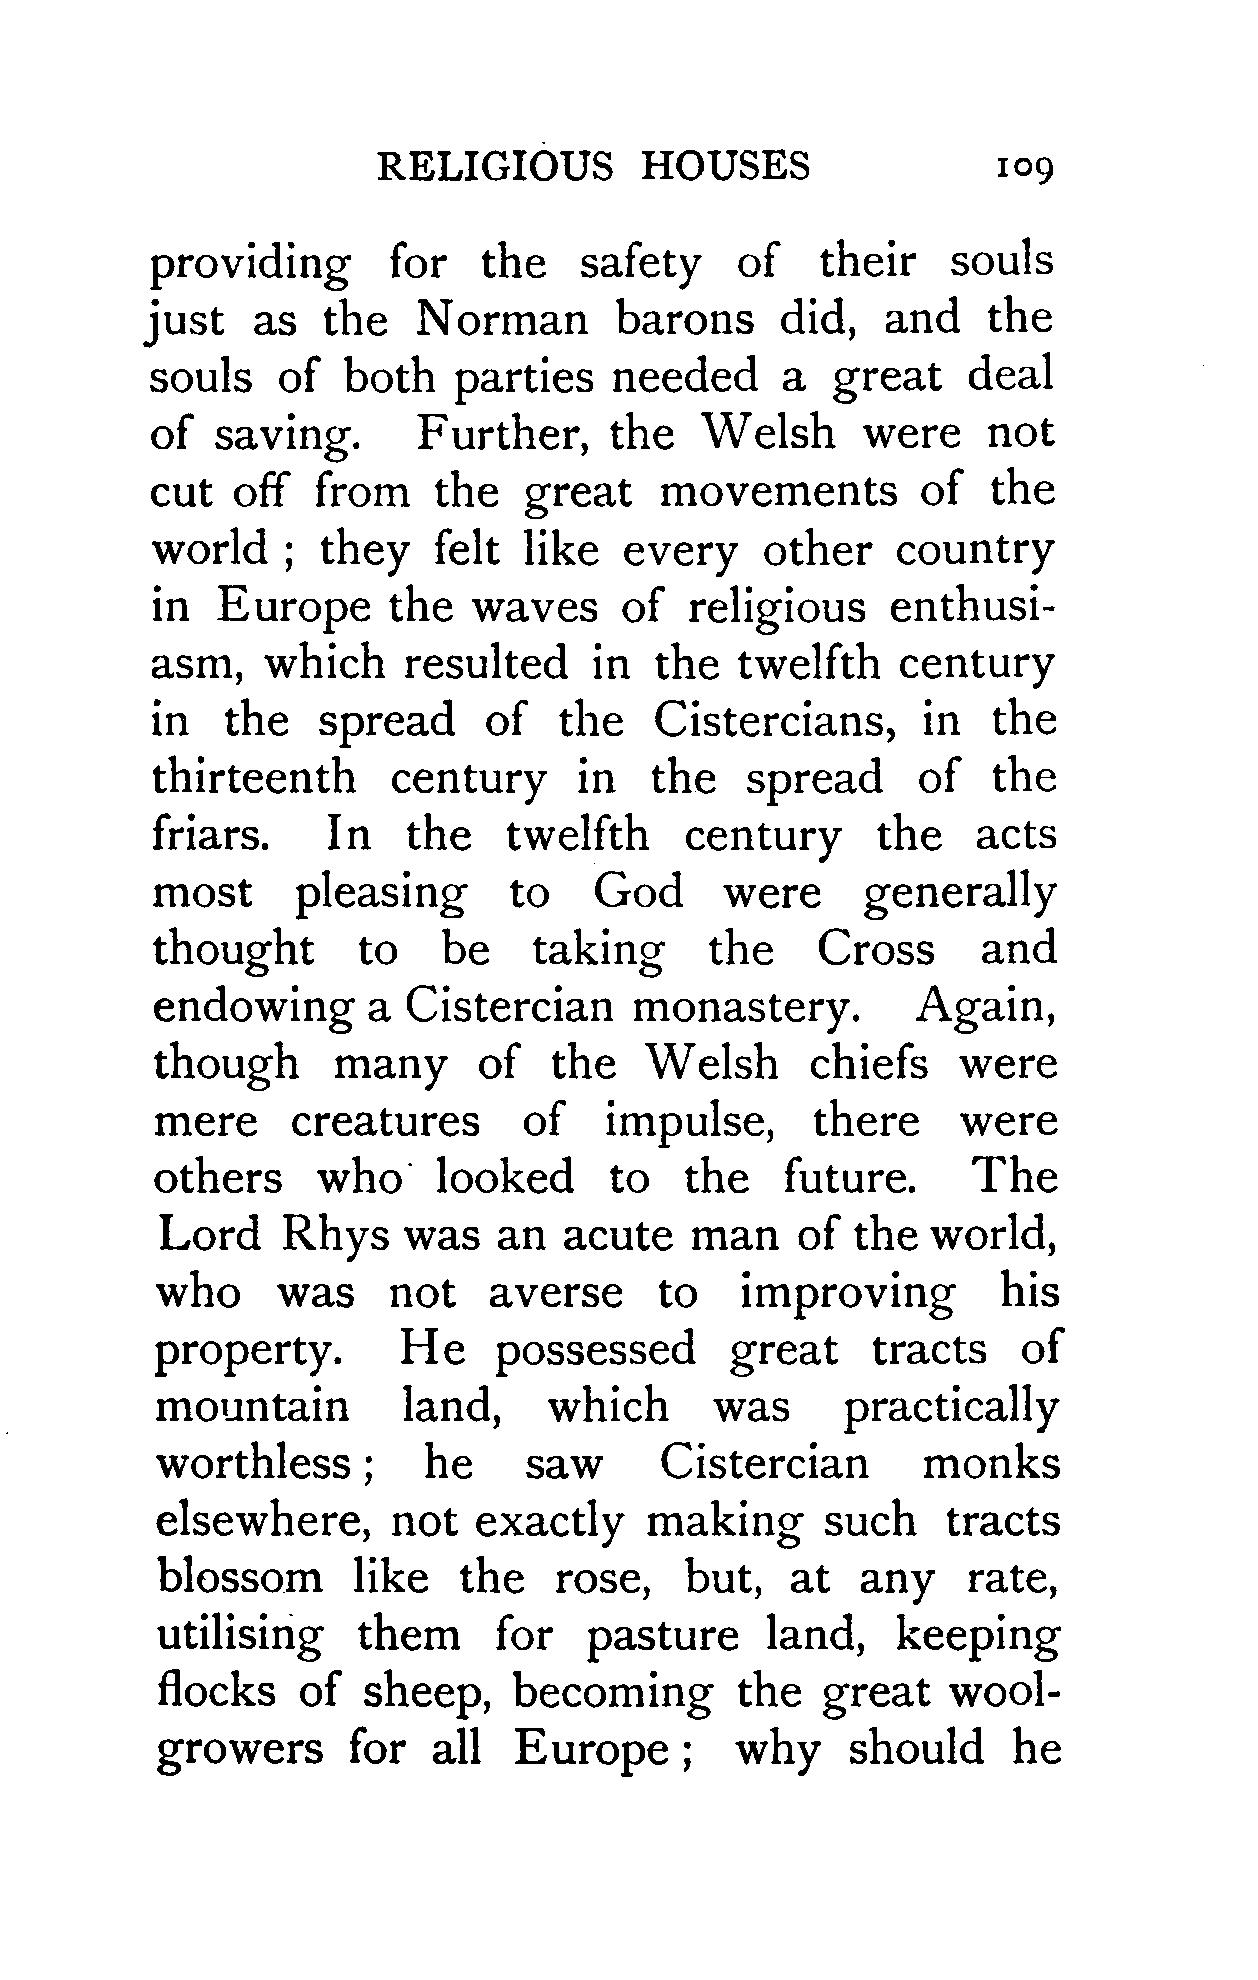 RELIGIOUS HOUSES 109
providing for the safety of their souls
just as the Norman barons did, and the
souls of both parties needed a great deal
of saving. Further, the Welsh were not
cut off from the great movements of the
world ; they felt like every other country
in Europe the waves of religious enthusi-
asm, which resulted in the twelfth century
in the spread of the Cistercians, in the
thirteenth century in the spread of the
friars. In the twelfth century the acts
most pleasing to God were generally
thought to be taking the Cross and
endowing a Cistercian monastery. Again,
though many of the Welsh chiefs were
mere creatures of impulse, there were
others who looked to the future. The
Lord Rhys was an acute man of the world,
who was not averse to improving his
property. He possessed great tracts of
mountain land, which was practically
worthless ; he saw Cistercian monks
elsewhere, not exactly making such tracts
blossom like the rose, but, at any rate,
utilising them for pasture land, keeping
flocks of sheep, becoming the great wool-
growers for all Europe ; why should he